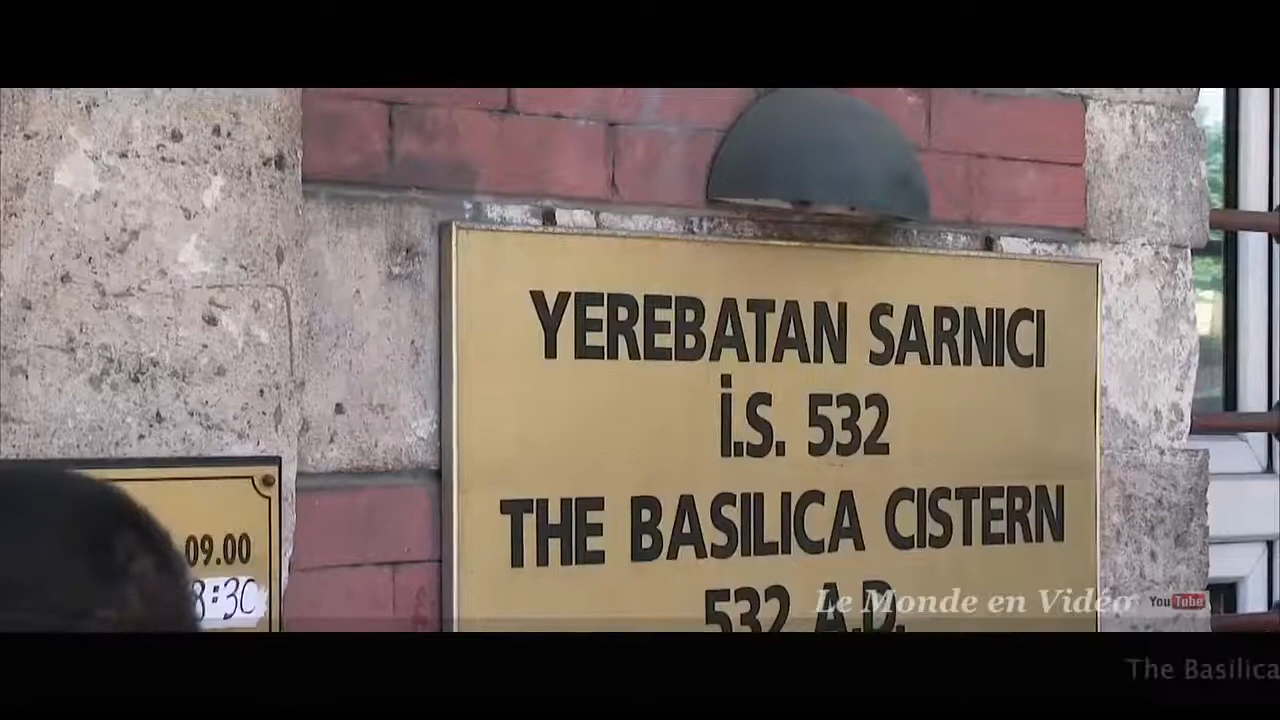 YEREBATAN SARNICI
İ.S. 532
THE BASILICA CISTERN
532 A.D.
09.00
8:30
Le Monde en Vidéo
YouTube
The Basilica